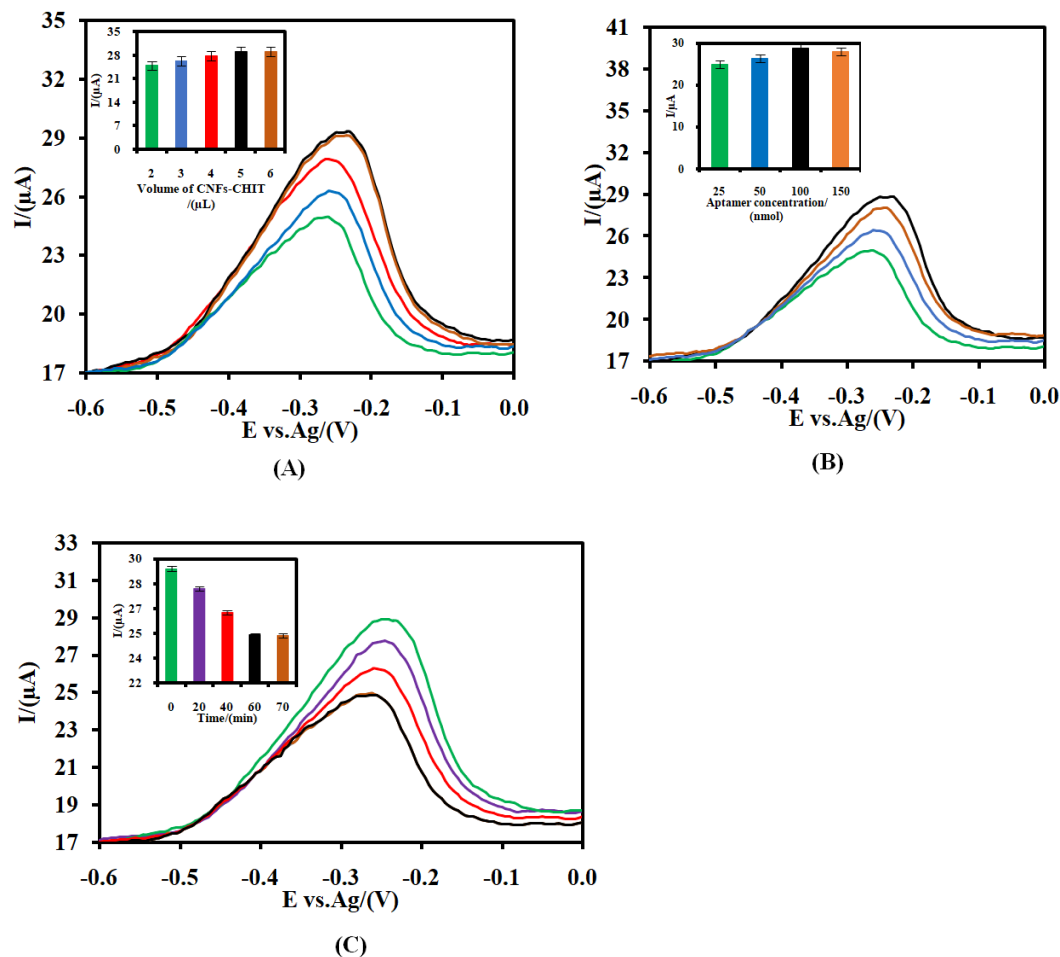 35
32
29
26
23
20
17
I/(µA)
35
28
21
14
7
0
I/(µA)
2 3 4 5 6
Volume of CNFs-CHIT
/(µL)
-0.6 -0.5 -0.4 -0.3 -0.2 -0.1 0.0
E vs.Ag/(V)
(A)
41
38
35
32
29
26
23
20
17
I/(µA)
30
20
10
0
I/µA
25 50 100 150
Aptamer concentration/
(nmol)
-0.6 -0.5 -0.4 -0.3 -0.2 -0.1 0.0
E vs.Ag/(V)
(B)
33
31
29
27
25
23
21
19
17
I/(µA)
30
28
27
25
24
22
I/(µA)
0 20 40 60 70
Time/(min)
-0.6 -0.5 -0.4 -0.3 -0.2 -0.1 0.0
E vs.Ag/(V)
(C)